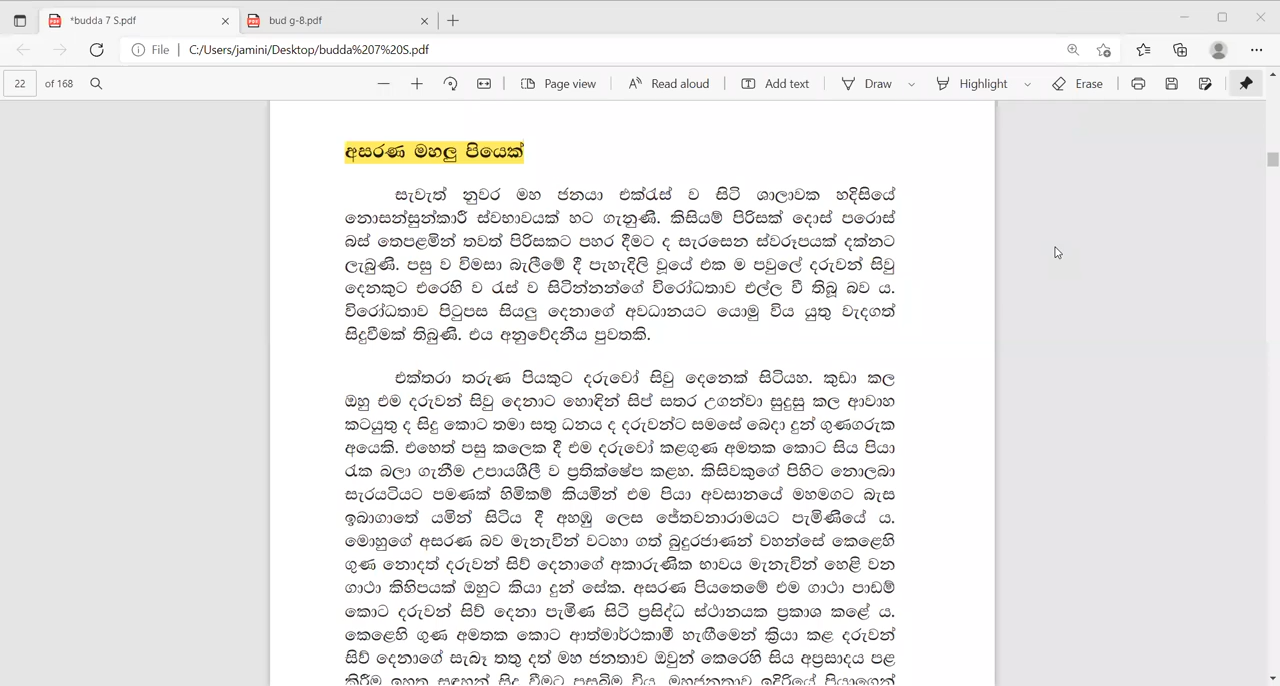 *budda 7 S.pdf
bud g-8.pdf
File
C:/Users/jamini/Desktop/budda%207%20S.pdf
22 of 168
Page view
Read aloud
Add text
Draw
Highlight
Erase
අසරණ මහලු පියෙක්
සැවැත් නුවර මහ ජනයා එක්රැස් ව සිටි ශාලාවක හදිසියේ
නොසන්සුන්කාරී ස්වභාවයක් හට ගැනුණි. කිසියම් පිරිසක් දොස් පරොස්
බස් තෙපළමින් තවත් පිරිසකට පහර දීමට ද සැරසෙන ස්වරූපයක් දක්නට
ලැබුණි. පසු ව විමසා බැලීමේ දී පැහැදිලි වූයේ එක ම පවුලේ දරුවන් සිවු
දෙනකුට එරෙහි ව රැස් ව සිටින්නන්ගේ විරෝධතාව එල්ල වී තිබූ බව ය.
විරෝධතාව පිටුපස සියලු දෙනාගේ අවධානයට යොමු විය යුතු වැදගත්
සිදුවීමක් තිබුණි. එය අනුවේදනීය පුවතකි.
එක්තරා තරුණ පියකුට දරුවෝ සිවු දෙනෙක් සිටියහ. කුඩා කල
ඔහු එම දරුවන් සිවු දෙනාට හොඳින් සිප් සතර උගන්වා සුදුසු කල ආවාහ
කටයුතු ද සිදු කොට තමා සතු ධනය ද දරුවන්ට සමසේ බෙදා දුන් ගුණගරුක
අයෙකි. එහෙත් පසු කලෙක දී එම දරුවෝ කළගුණ අමතක කොට සිය පියා
රැක බලා ගැනීම උපායශීලී ව ප්‍රතික්ෂේප කළහ. කිසිවකුගේ පිහිට නොලබා
සැරයටියට පමණක් හිමිකම් කියමින් එම පියා අවසානයේ මහමගට බැස
ඉබාගාතේ යමින් සිටිය දී අහඹු ලෙස ජේතවනාරාමයට පැමිණියේ ය.
මොහුගේ අසරණ බව මැනැවින් වටහා ගත් බුදුරජාණන් වහන්සේ කෙළෙහි
ගුණ නොදත් දරුවන් සිව් දෙනාගේ අකාරුණික භාවය මැනැවින් හෙළි වන
ගාථා කිහිපයක් ඔහුට කියා දුන් සේක. අසරණ පියතෙමේ එම ගාථා පාඩම්
කොට දරුවන් සිව් දෙනා පැමිණ සිටි ප්‍රසිද්ධ ස්ථානයක ප්‍රකාශ කළේ ය.
කෙළෙහි ගුණ අමතක කොට ආත්මාර්ථකාමී හැඟීමෙන් ක්‍රියා කළ දරුවන්
සිව් දෙනාගේ සැබෑ තතු දත් මහ ජනතාව ඔවුන් කෙරෙහි සිය අප්‍රසාදය පළ
කිරීම ඉහත සඳහන් සිදු වීමට පසුබිම විය. මහජනතාව ඉදිරියේ පියාගෙන්